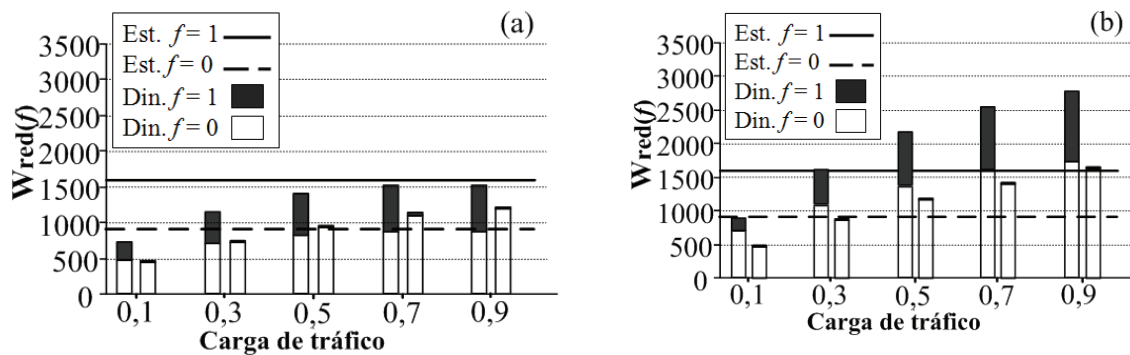 (a)
Est. f = 1
Est. f = 0
Din. f = 1
Din. f = 0
Wred(f)
3500
3000
2500
2000
1500
1000
500
0
0,1 0,3 0,5 0,7 0,9
Carga de tráfico
(b)
Est. f = 1
Est. f = 0
Din. f = 1
Din. f = 0
Wred(f)
3500
3000
2500
2000
1500
1000
500
0
0,1 0,3 0,5 0,7 0,9
Carga de tráfico